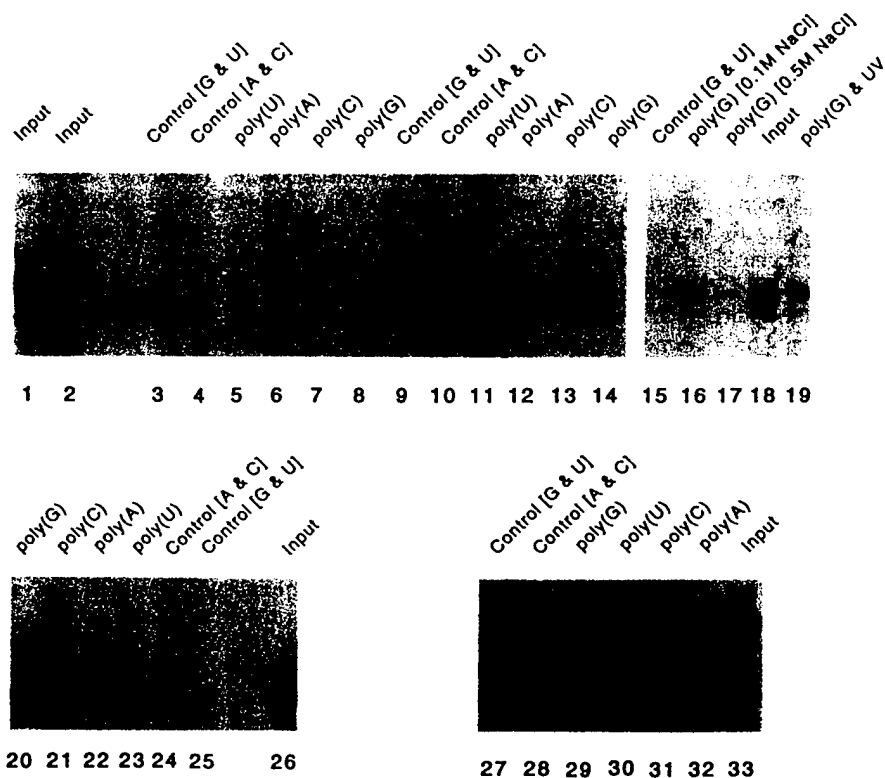 Input
Input
Control [G & U]
Control [A & C]
poly(U)
poly(A)
poly(C)
poly(G)
Control [G & U]
Control [A & C]
poly(U)
poly(A)
poly(C)
poly(G)
Control [G & U]
poly(G) [0.1M NaCl]
poly(G) [0.5M NaCl]
Input
poly(G) & UV
1 2 3 4 5 6 7 8 9 10 11 12 13 14 15 16 17 18 19
poly(G)
poly(C)
poly(A)
poly(U)
Control [A & C]
Control [G & U]
Input
Control [G & U]
Control [A & C]
poly(G)
poly(U)
poly(C)
poly(A)
Input
20 21 22 23 24 25 26
27 28 29 30 31 32 33